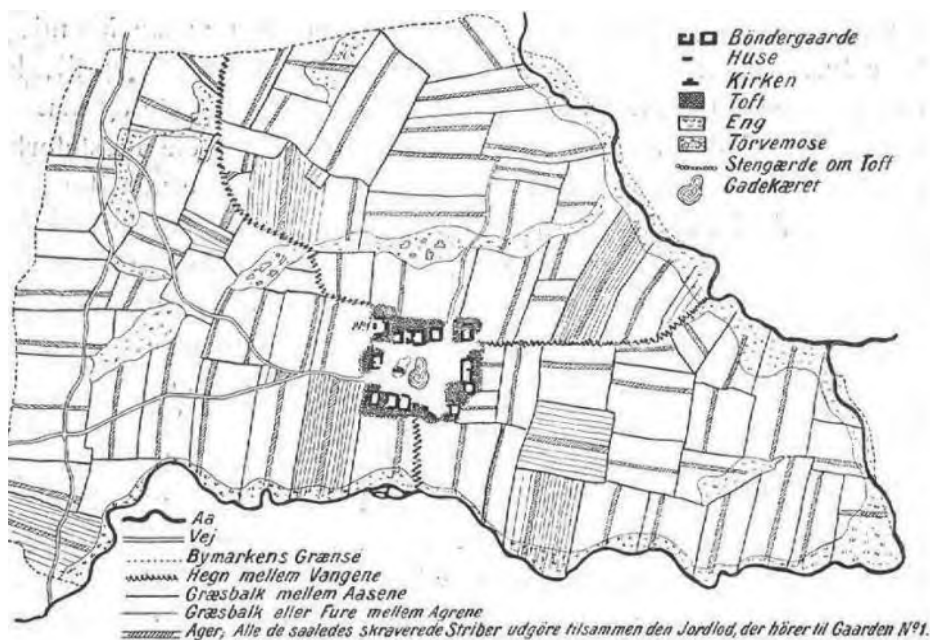 Böndergaarde
Huse
Kirken
Toft
Eng
Törvemose
Stengærde om Toft
Gadekæret
Nº1
Aa
Vej
Bymarkens Grænse
Hegn mellem Vangene
Græsbalk mellem Aasene
Græsbalk eller Fure mellem Agrene
Ager; Alle de saaledes skraverede Striber udgöre tilsammen den Jordlod, der hörer til Gaarden Nº1.